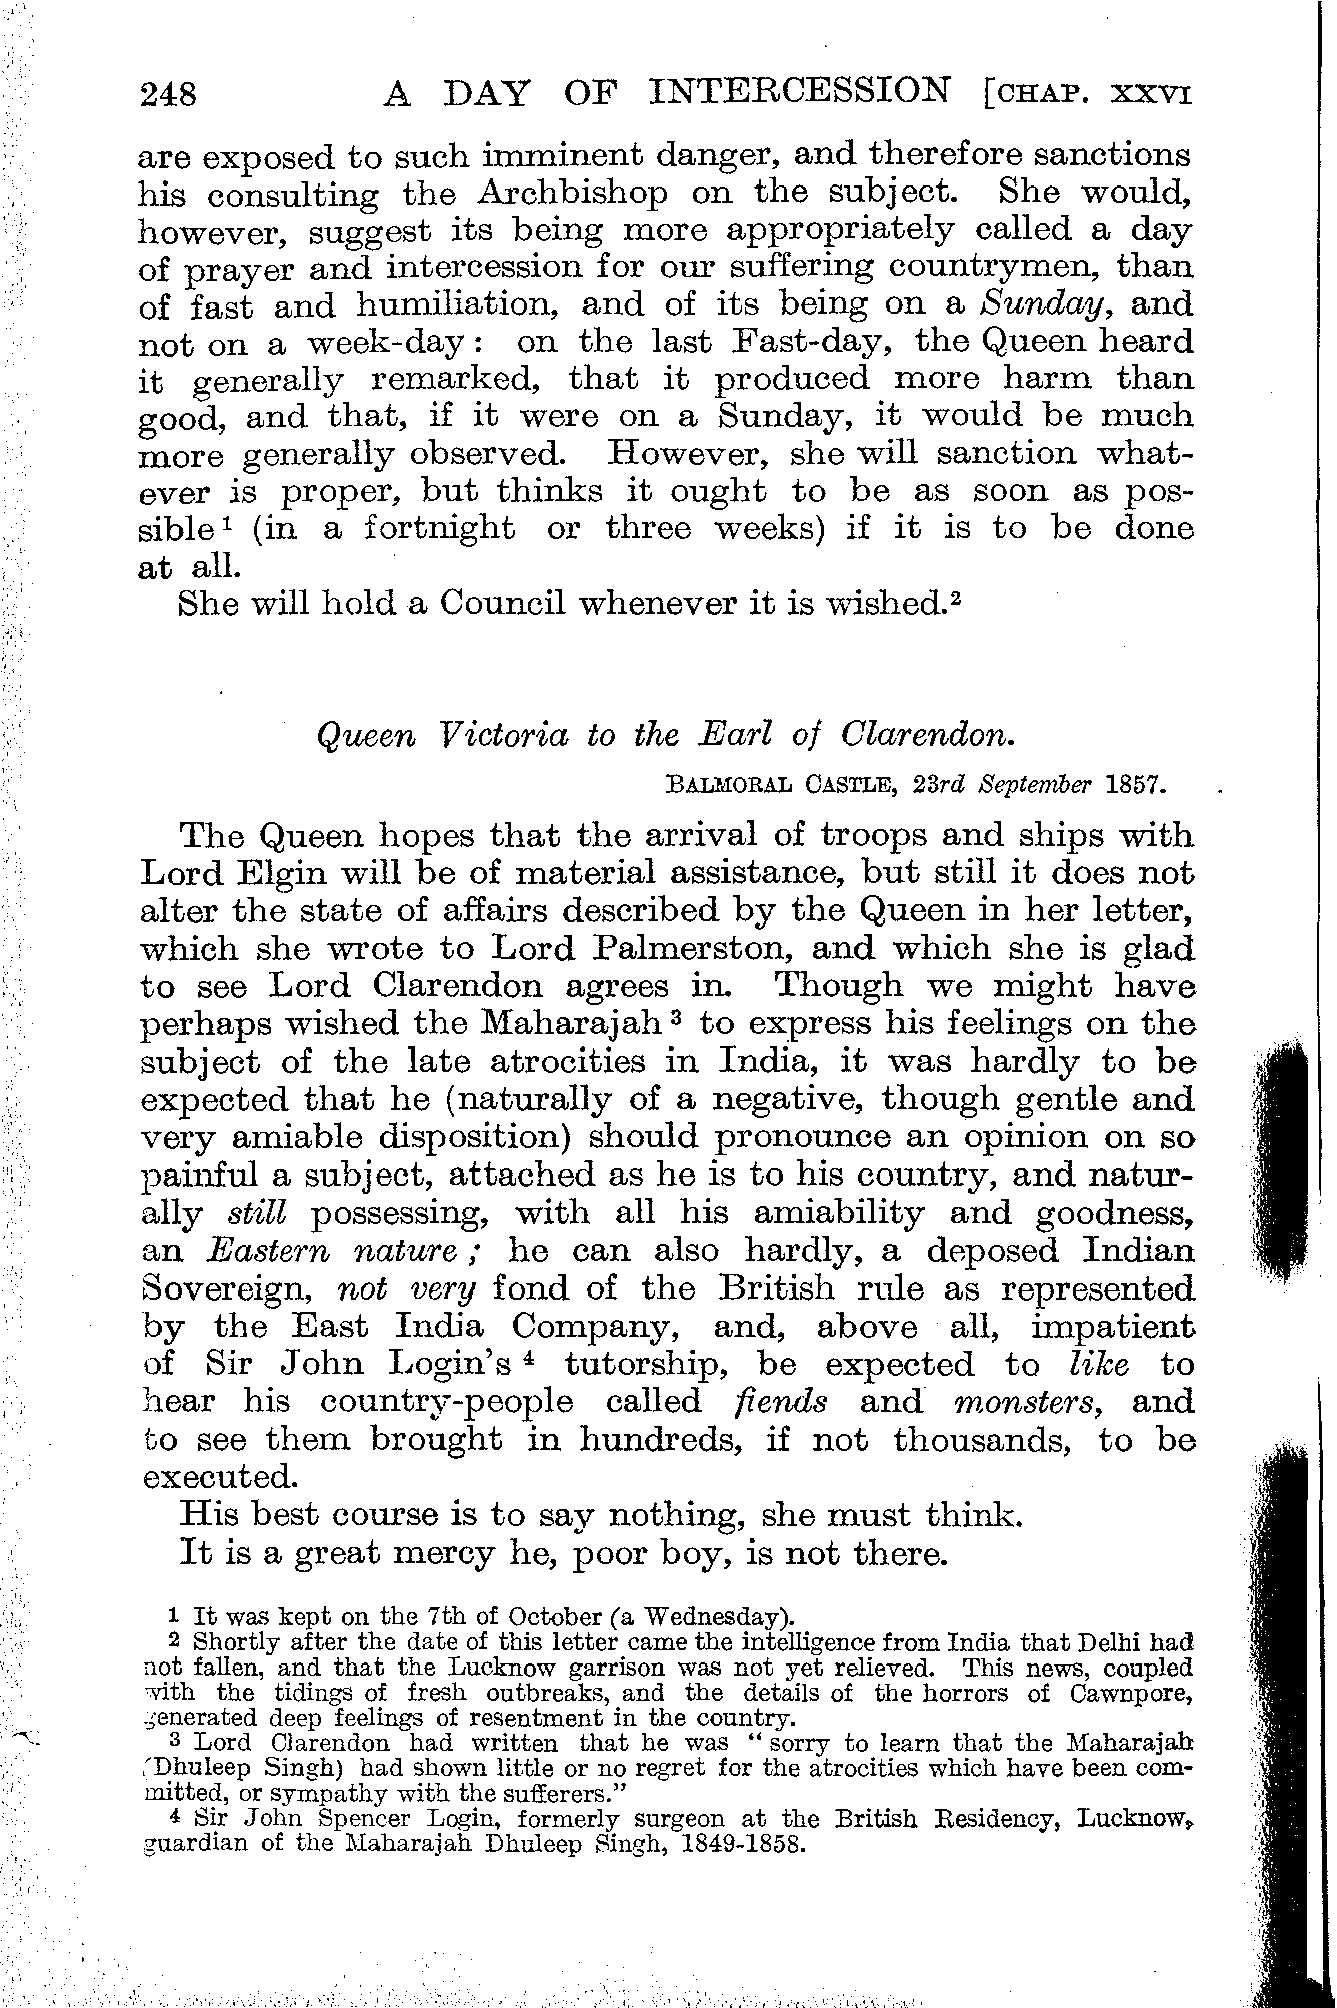 248 A DAY OF INTERCESSION [CHAP. XXVI
are exposed to such imminent danger, and therefore sanctions
his consulting the Archbishop on the subject. She would,
however, suggest its being more appropriately called a day
of prayer and intercession for our suffering countrymen, than
of fast and humiliation, and of its being on a Sunday, and
not on a week-day: on the last Fast-day, the Queen heard
it generally remarked, that it produced more harm than
good, and that, if it were on a Sunday, it would be much
more generally observed. However, she will sanction what-
ever is proper, but thinks it ought to be as soon as pos-
sible¹ (in a fortnight or three weeks) if it is to be done
at all.
She will hold a Council whenever it is wished.²
Queen Victoria to the Earl of Clarendon.
BALMORAL CASTLE, 23rd September 1857.
The Queen hopes that the arrival of troops and ships with
Lord Elgin will be of material assistance, but still it does not
alter the state of affairs described by the Queen in her letter,
which she wrote to Lord Palmerston, and which she is glad
to see Lord Clarendon agrees in. Though we might have
perhaps wished the Maharajah³ to express his feelings on the
subject of the late atrocities in India, it was hardly to be
expected that he (naturally of a negative, though gentle and
very amiable disposition) should pronounce an opinion on so
painful a subject, attached as he is to his country, and natur-
ally still possessing, with all his amiability and goodness,
an Eastern nature; he can also hardly, a deposed Indian
Sovereign, not very fond of the British rule as represented
by the East India Company, and, above all, impatient
of Sir John Login's⁴ tutorship, be expected to like to
hear his country-people called fiends and monsters, and
to see them brought in hundreds, if not thousands, to be
executed.
His best course is to say nothing, she must think.
It is a great mercy he, poor boy, is not there.
1 It was kept on the 7th of October (a Wednesday).
2 Shortly after the date of this letter came the intelligence from India that Delhi had
not fallen, and that the Lucknow garrison was not yet relieved. This news, coupled
with the tidings of fresh outbreaks, and the details of the horrors of Cawnpore,
generated deep feelings of resentment in the country.
3 Lord Clarendon had written that he was "sorry to learn that the Maharajah
(Dhuleep Singh) had shown little or no regret for the atrocities which have been com-
mitted, or sympathy with the sufferers."
4 Sir John Spencer Login, formerly surgeon at the British Residency, Lucknow,
guardian of the Maharajah Dhuleep Singh, 1849-1858.